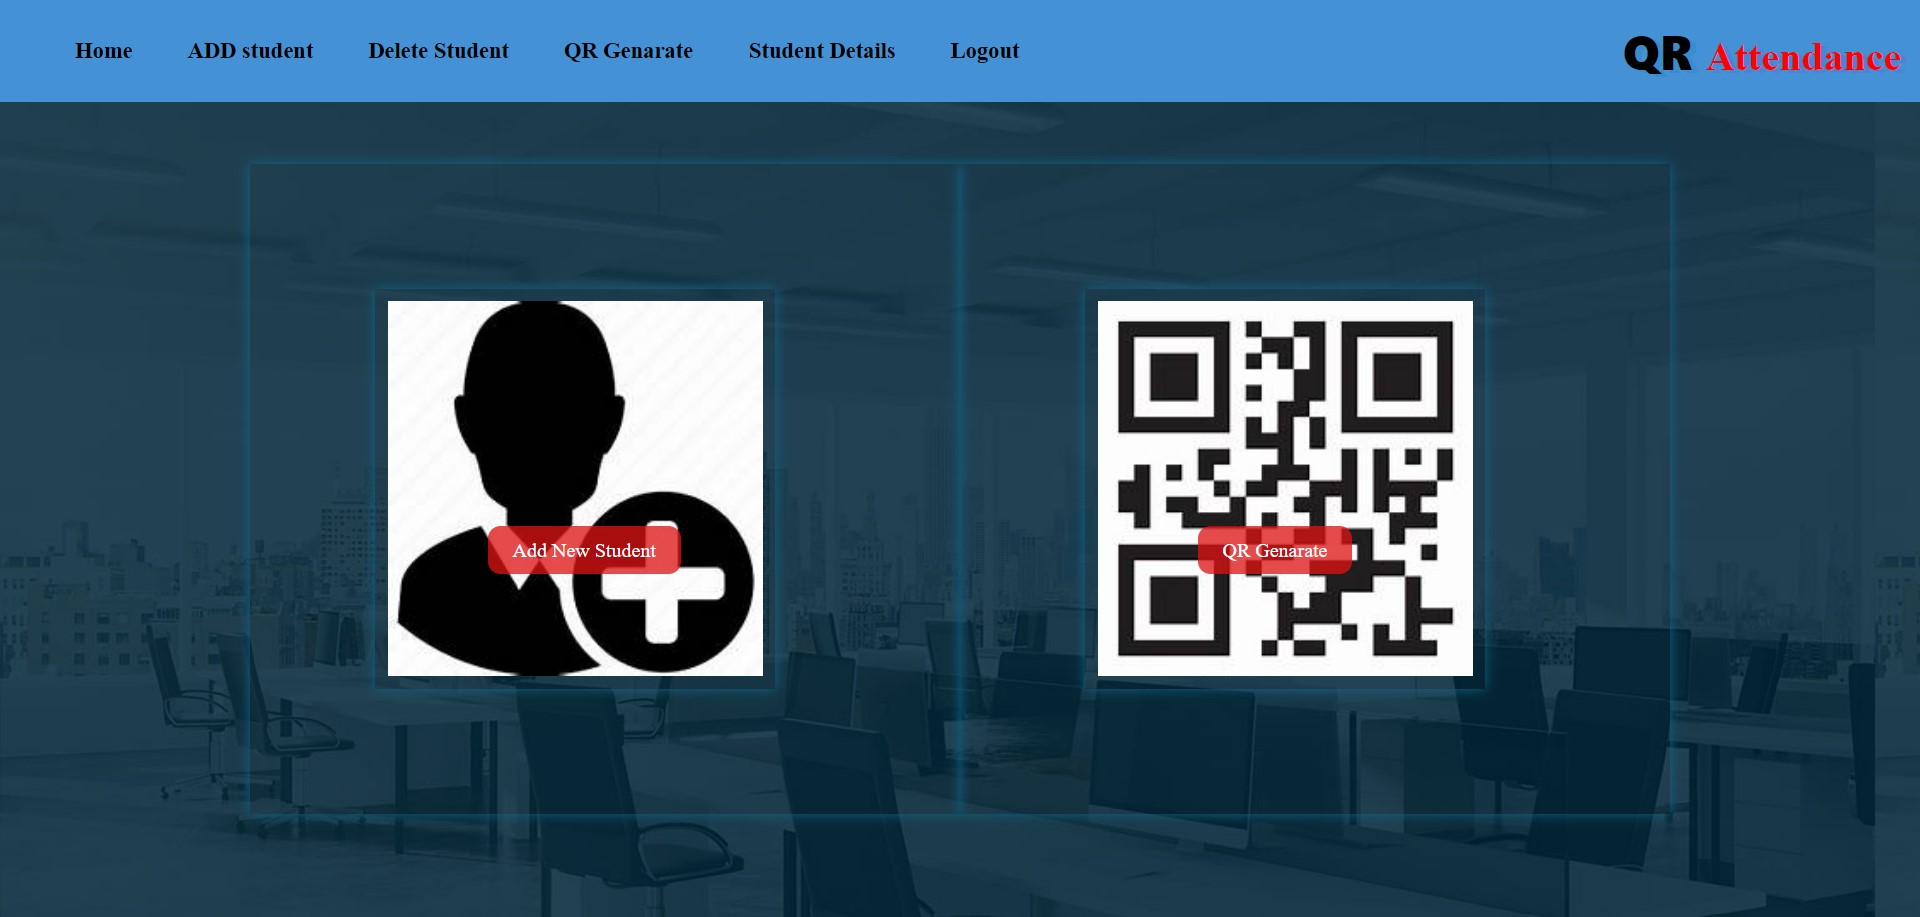 Home ADD student Delete Student QR Genarate Student Details Logout QR Attendance
Add New Student
QR Genarate